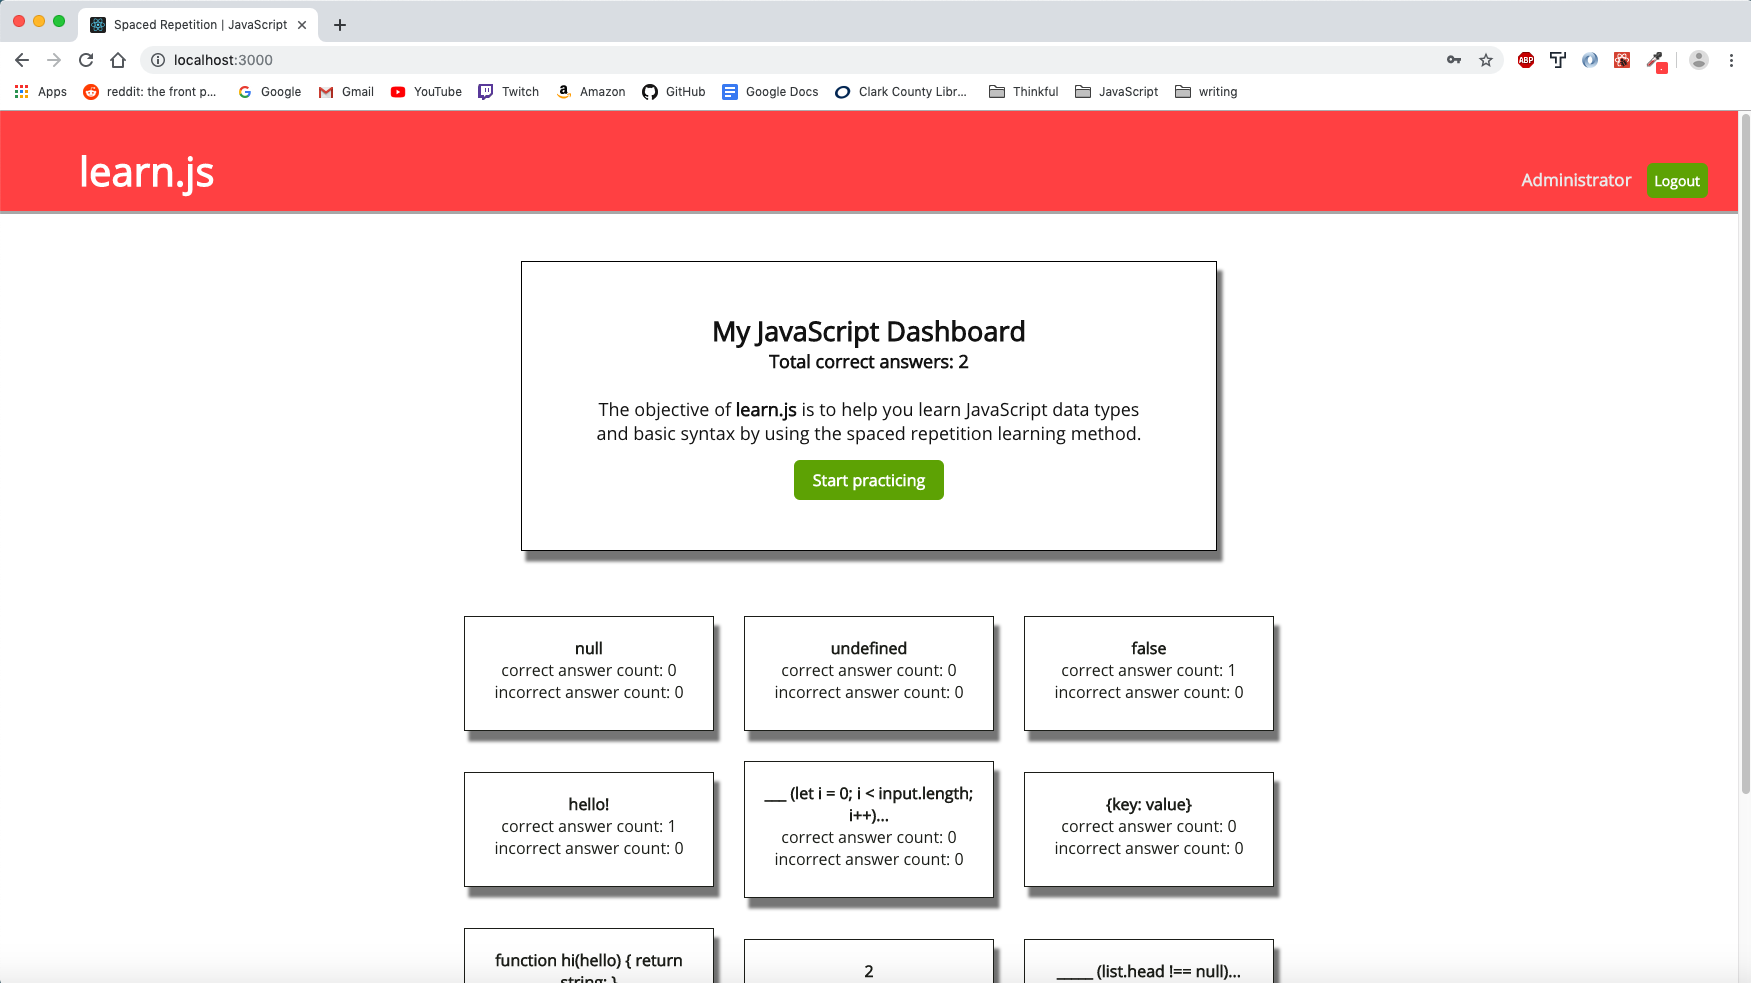 Spaced Repetition | JavaScript
localhost:3000
ABP
Apps reddit: the front p... Google Gmail YouTube Twitch Amazon GitHub Google Docs Clark County Libr... Thinkful JavaScript writing
learn.js
Administrator Logout
My JavaScript Dashboard
Total correct answers: 2
The objective of learn.js is to help you learn JavaScript data types
and basic syntax by using the spaced repetition learning method.
Start practicing
null
correct answer count: 0
incorrect answer count: 0
undefined
correct answer count: 0
incorrect answer count: 0
false
correct answer count: 1
incorrect answer count: 0
hello!
correct answer count: 1
incorrect answer count: 0
___ (let i = 0; i < input.length;
i++)...
correct answer count: 0
incorrect answer count: 0
{key: value}
correct answer count: 0
incorrect answer count: 0
function hi(hello) { return
string; }
2
_____ (list.head !== null)...